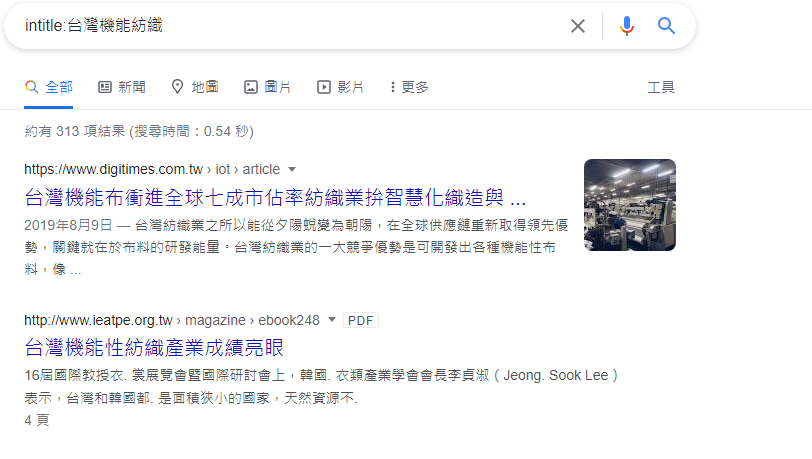 intitle:台灣機能紡織
全部 新聞 地圖 圖片 影片 更多 工具
約有 313 項結果 (搜尋時間：0.54 秒)
https://www.digitimes.com.tw › iot › article
台灣機能布衝進全球七成市佔率紡織業拚智慧化織造與 ...
2019年8月9日 — 台灣紡織業之所以能從夕陽蛻變為朝陽，在全球供應鏈重新取得領先優
勢，關鍵就在於布料的研發能量。台灣紡織業的一大競爭優勢是可開發出各種機能性布
料，像 ...
http://www.ieatpe.org.tw › magazine › ebook248 PDF
台灣機能性紡織產業成績亮眼
16屆國際教授衣. 裳展覽會暨國際研討會上，韓國. 衣類產業學會會長李貞淑（Jeong. Sook Lee）
表示，台灣和韓國都. 是面積狹小的國家，天然資源不.
4 頁